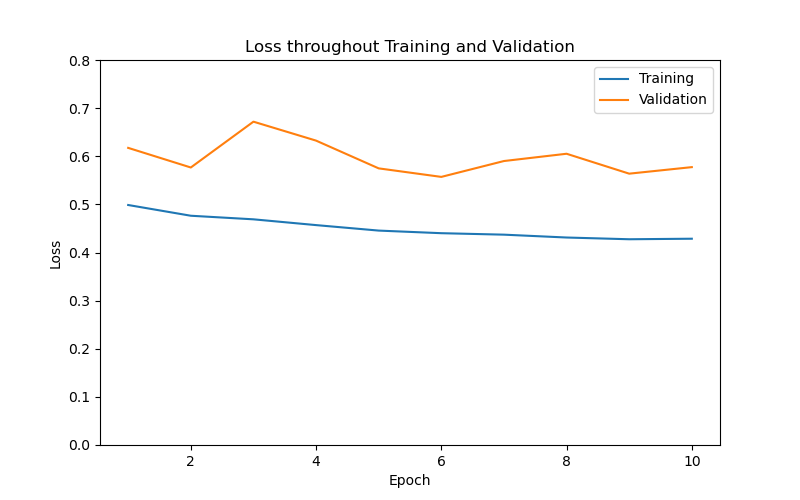 Loss throughout Training and Validation
Training
Validation
Loss
0.8
0.7
0.6
0.5
0.4
0.3
0.2
0.1
0.0
2 4 6 8 10
Epoch